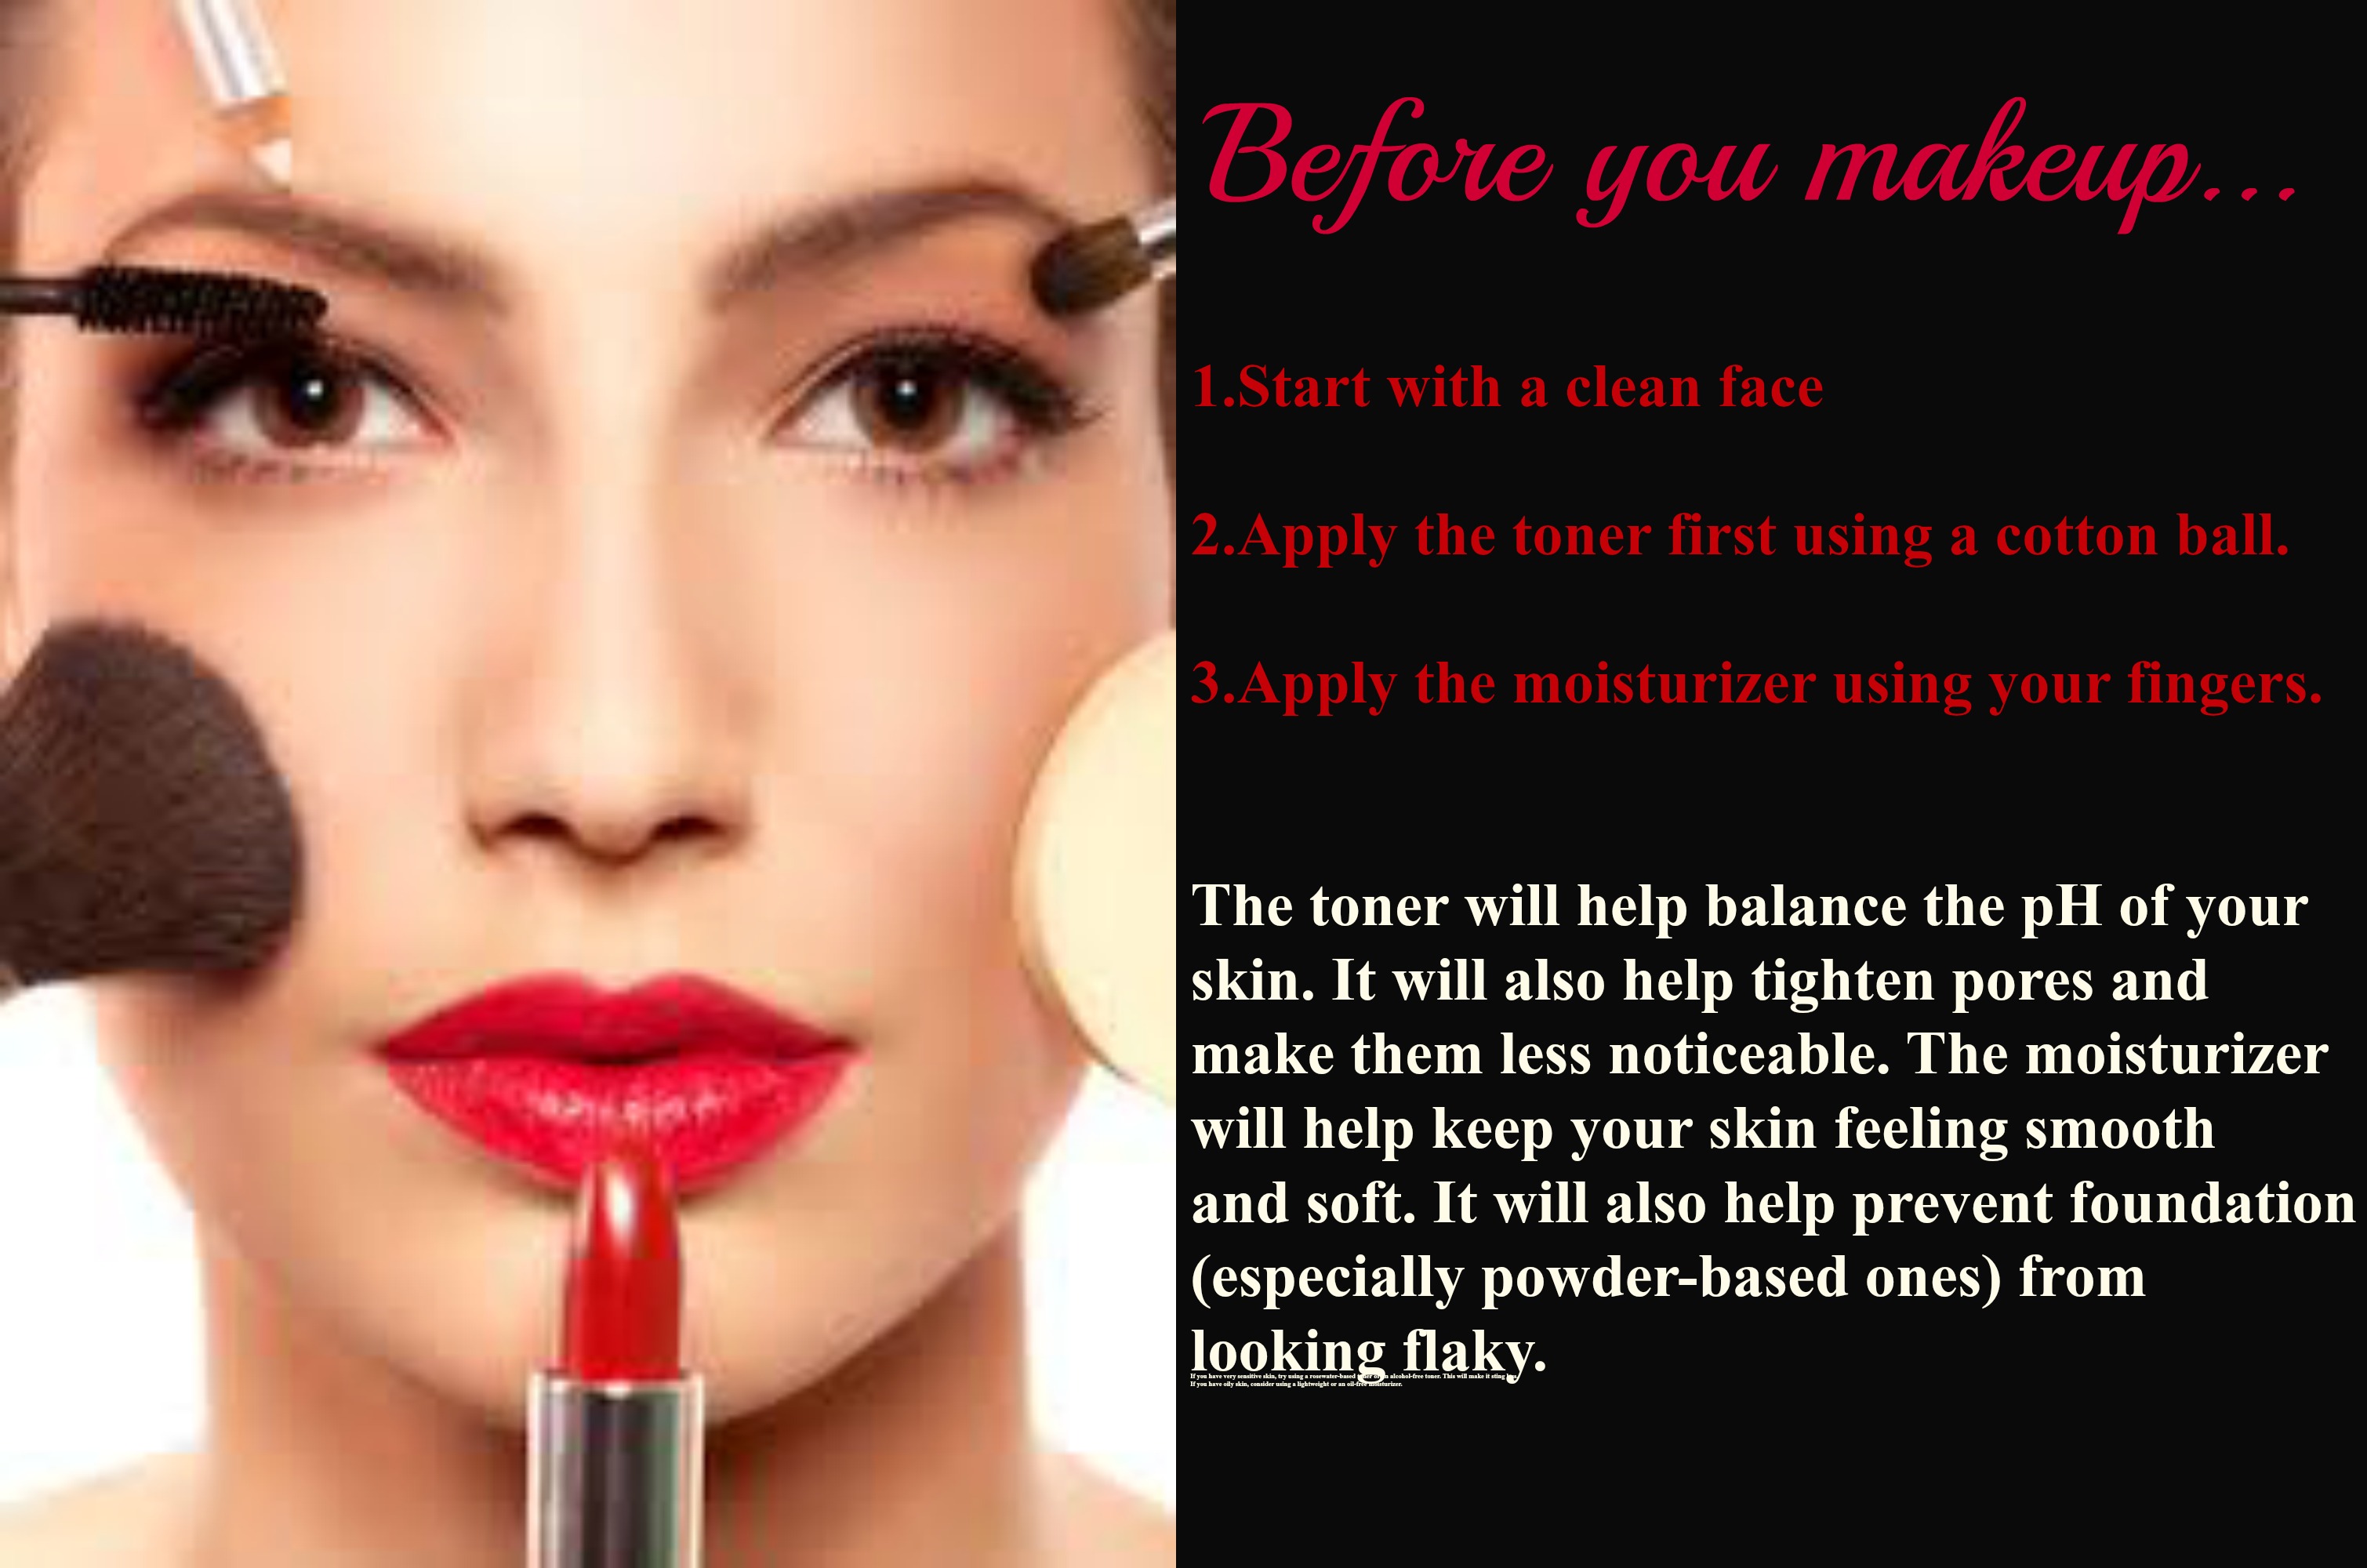 Before you makeup...
1.Start with a clean face
2.Apply the toner first using a cotton ball.
3.Apply the moisturizer using your fingers.
The toner will help balance the pH of your
skin. It will also help tighten pores and
make them less noticeable. The moisturizer
will help keep your skin feeling smooth
and soft. It will also help prevent foundation
(especially powder-based ones) from
looking flaky.
If you have very sensitive skin, try using a rosewater-based toner or an alcohol-free toner. This will make it sting
If you have oily skin, consider using a lightweight or an oil-free moisturizer.